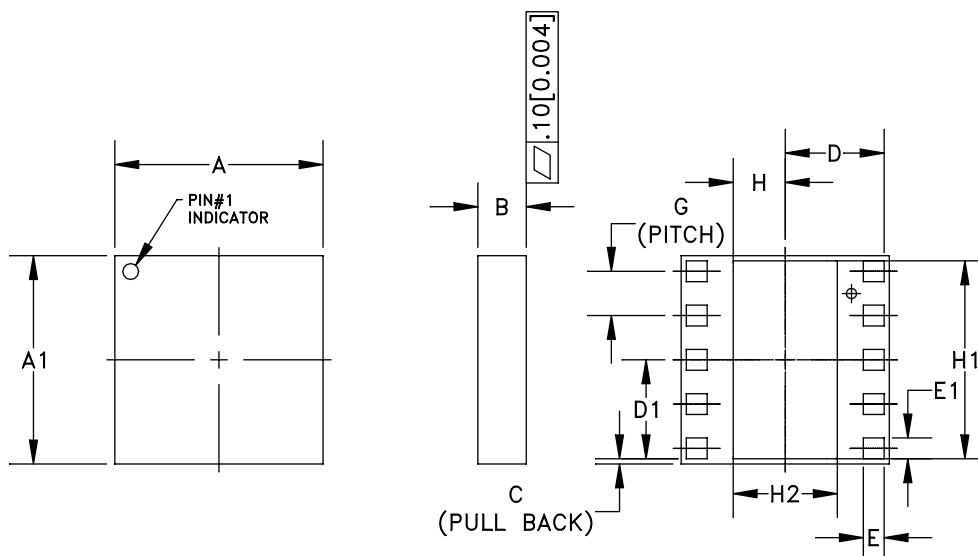 .10[0.004]
A
D
H
B
G
(PITCH)
PIN#1
INDICATOR
A1
D1
E1
H1
H2
C
(PULL BACK)
E